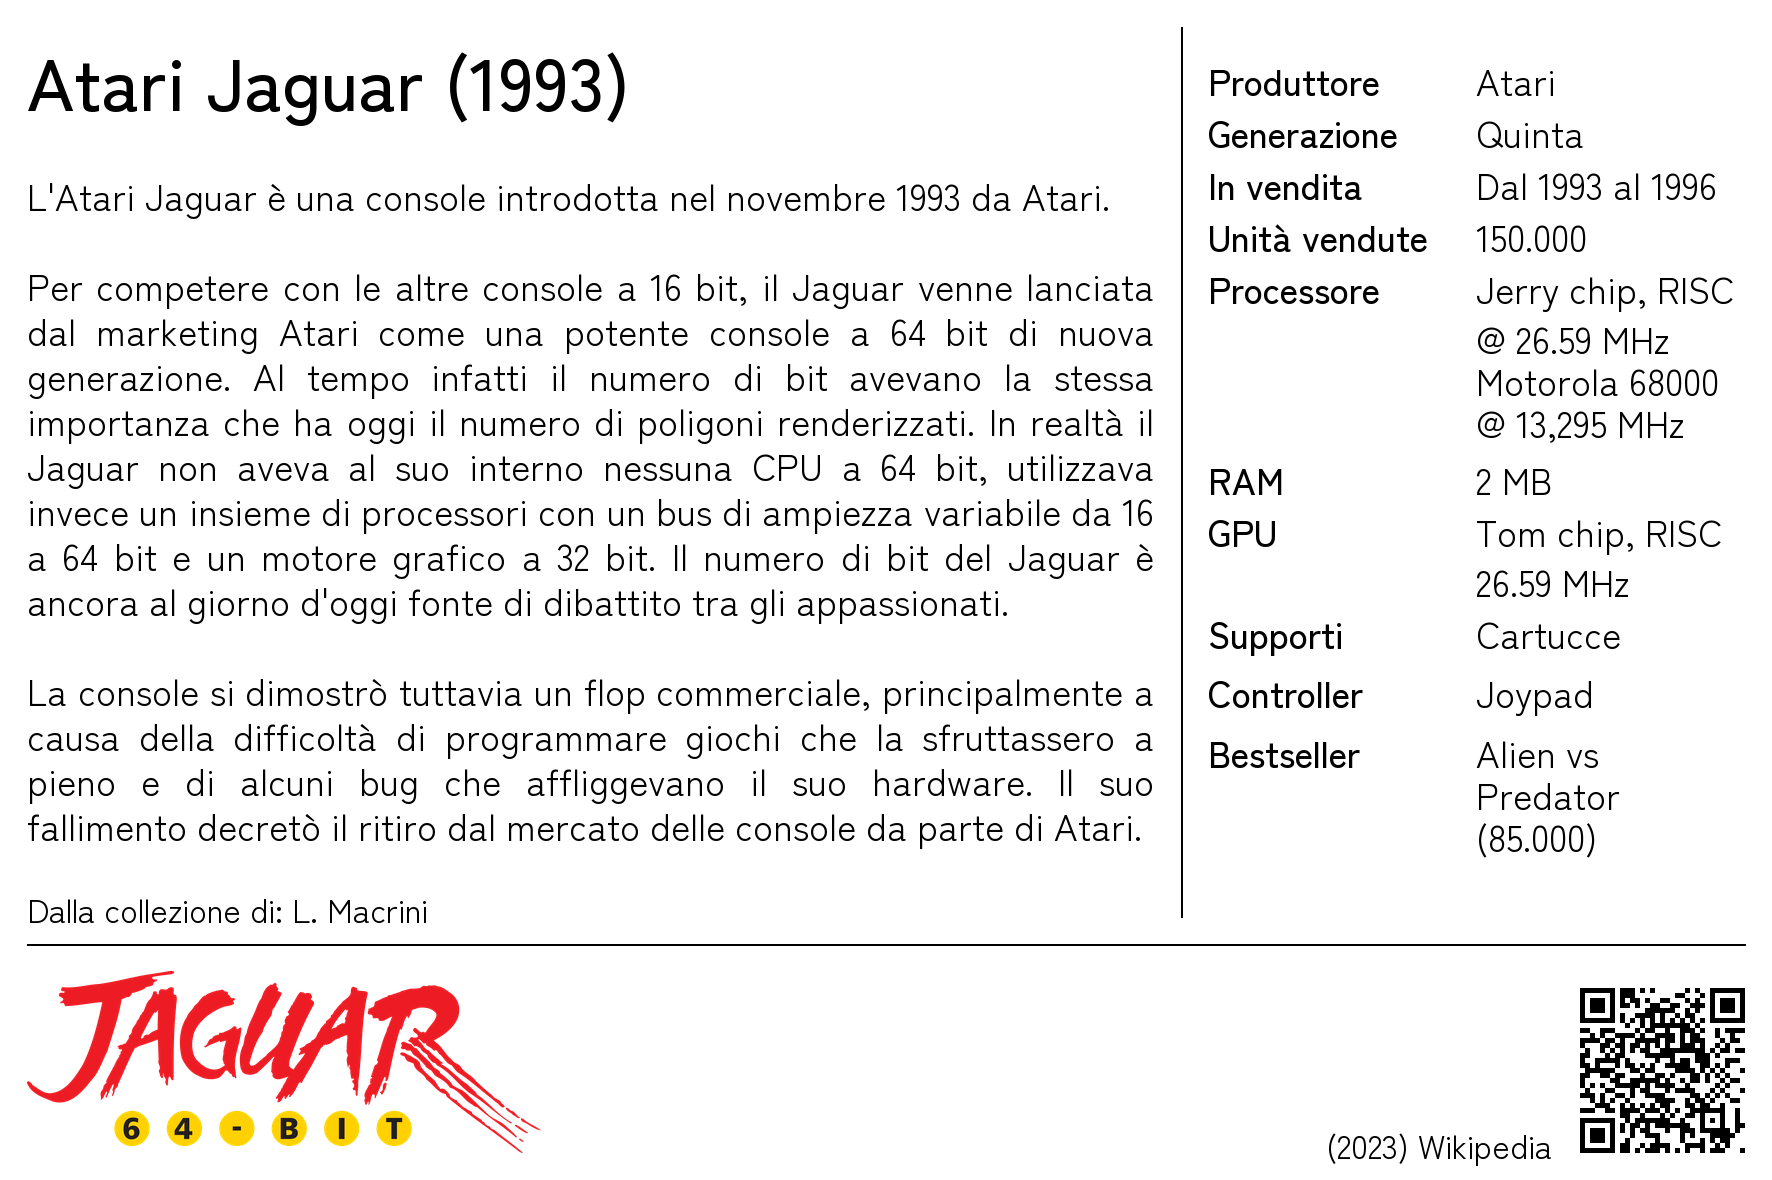 Atari Jaguar (1993)
L'Atari Jaguar è una console introdotta nel novembre 1993 da Atari.
Per competere con le altre console a 16 bit, il Jaguar venne lanciata
dal marketing Atari come una potente console a 64 bit di nuova
generazione. Al tempo infatti il numero di bit avevano la stessa
importanza che ha oggi il numero di poligoni renderizzati. In realtà il
Jaguar non aveva al suo interno nessuna CPU a 64 bit, utilizzava
invece un insieme di processori con un bus di ampiezza variabile da 16
a 64 bit e un motore grafico a 32 bit. Il numero di bit del Jaguar è
ancora al giorno d'oggi fonte di dibattito tra gli appassionati.
La console si dimostrò tuttavia un flop commerciale, principalmente a
causa della difficoltà di programmare giochi che la sfruttassero a
pieno e di alcuni bug che affliggevano il suo hardware. Il suo
fallimento decretò il ritiro dal mercato delle console da parte di Atari.
Dalla collezione di: L. Macrini
Produttore Atari
Generazione Quinta
In vendita Dal 1993 al 1996
Unità vendute 150.000
Processore Jerry chip, RISC
@ 26.59 MHz
Motorola 68000
@ 13,295 MHz
RAM 2 MB
GPU Tom chip, RISC
26.59 MHz
Supporti Cartucce
Controller Joypad
Bestseller Alien vs
Predator
(85.000)
JAGUAR
64-BIT
(2023) Wikipedia